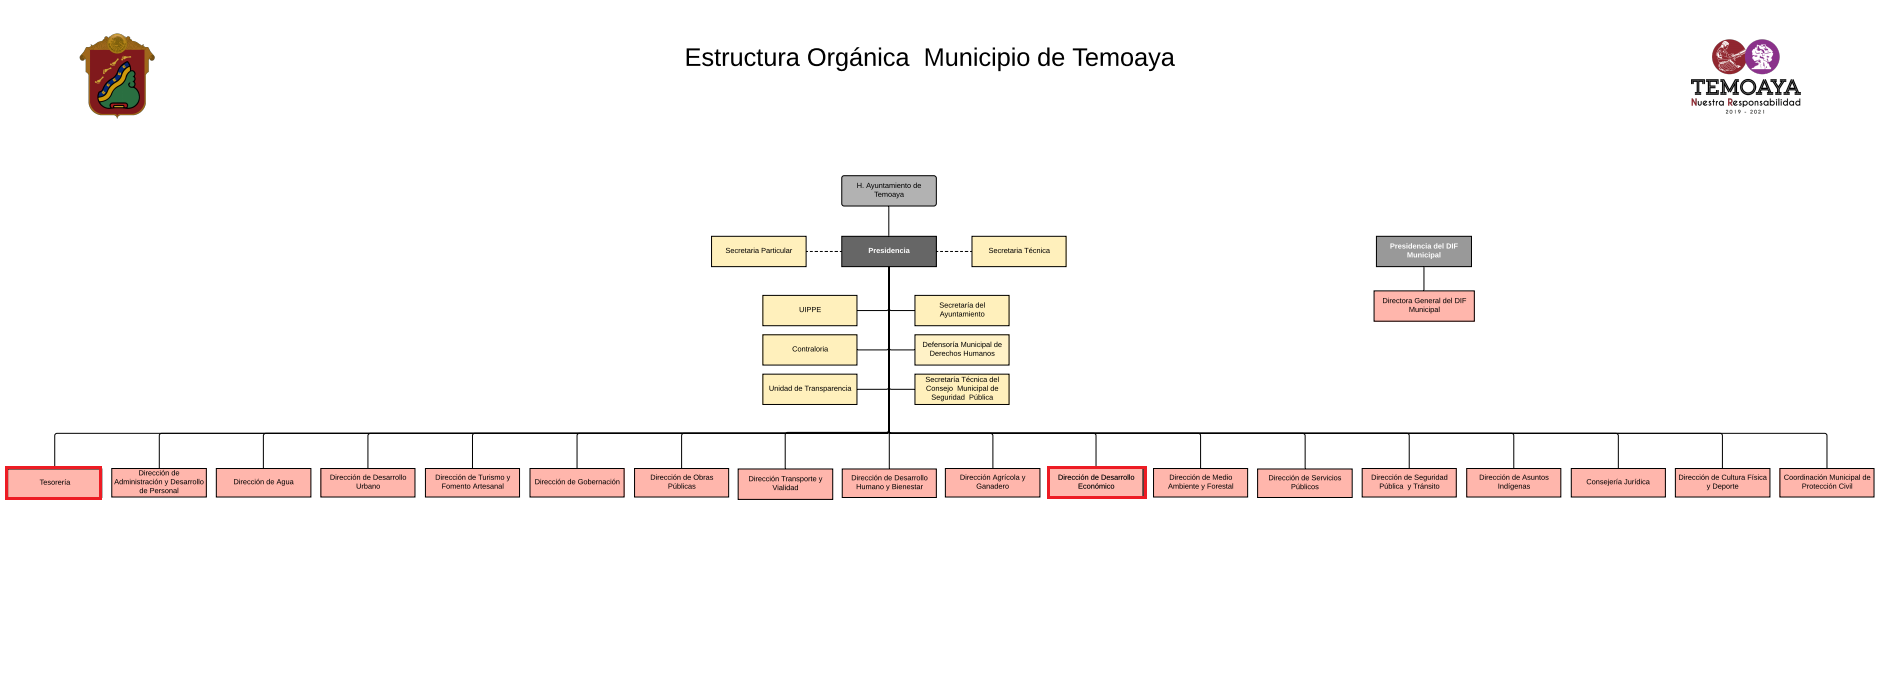 Estructura Orgánica  Municipio de Temoaya
TEMOAYA
Nuestra Responsabilidad
2019 - 2021
H. Ayuntamiento de
Temoaya
Secretaria Particular
Presidencia
Secretaria Técnica
Presidencia del DIF
Municipal
Directora General del DIF
Municipal
UIPPE
Secretaría del
Ayuntamiento
Contraloria
Defensoría Municipal de
Derechos Humanos
Unidad de Transparencia
Secretaría Técnica del
Consejo  Municipal de
Seguridad  Pública
Tesorería
Dirección de
Administración y Desarrollo
de Personal
Dirección de Agua
Dirección de Desarrollo
Urbano
Dirección de Turismo y
Fomento Artesanal
Dirección de Gobernación
Dirección de Obras
Públicas
Dirección Transporte y
Vialidad
Dirección de Desarrollo
Humano y Bienestar
Dirección Agrícola y
Ganadero
Dirección de Desarrollo
Económico
Dirección de Medio
Ambiente y Forestal
Dirección de Servicios
Públicos
Dirección de Seguridad
Pública  y Tránsito
Dirección de Asuntos
Indígenas
Consejería Jurídica
Dirección de Cultura Física
y Deporte
Coordinación Municipal de
Protección Civil